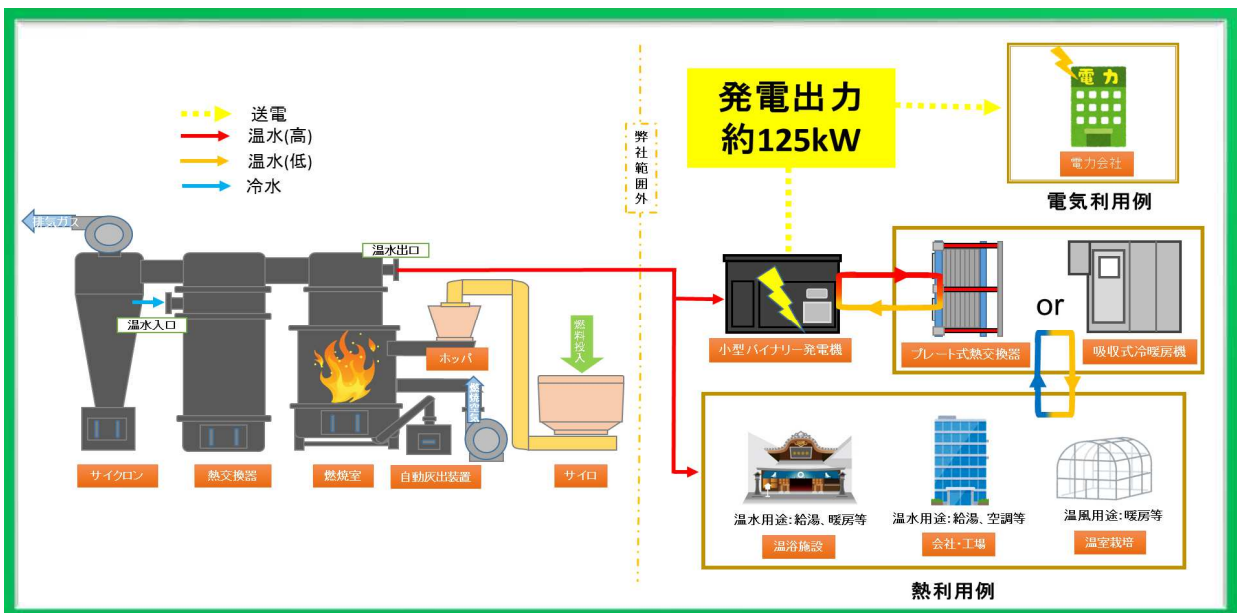 送電
温水(高)
温水(低)
冷水
排気ガス
温水出口
温水入口
ホッパ
燃料投入
燃焼空気
サイクロン
熱交換器
燃焼室
自動灰出装置
サイロ
弊社範囲外
発電出力
約125kW
電力
電力会社
電気利用例
小型バイナリー発電機
プレート式熱交換器
or
吸収式冷暖房機
温水用途:給湯、暖房等
温浴施設
温水用途:給湯、空調等
会社・工場
温風用途:暖房等
温室栽培
熱利用例